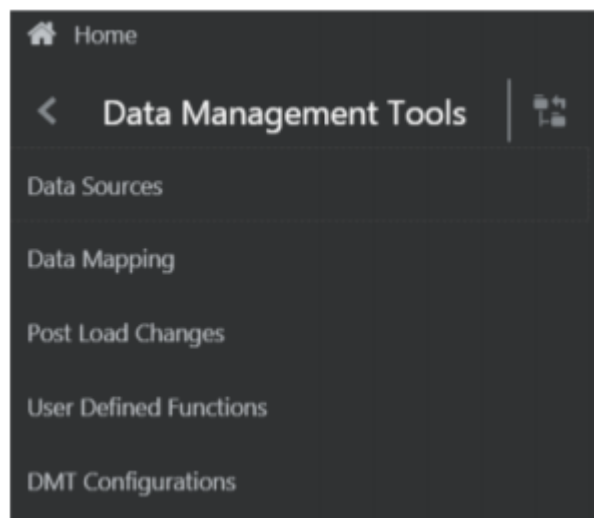 Home
Data Management Tools
Data Sources
Data Mapping
Post Load Changes
User Defined Functions
DMT Configurations